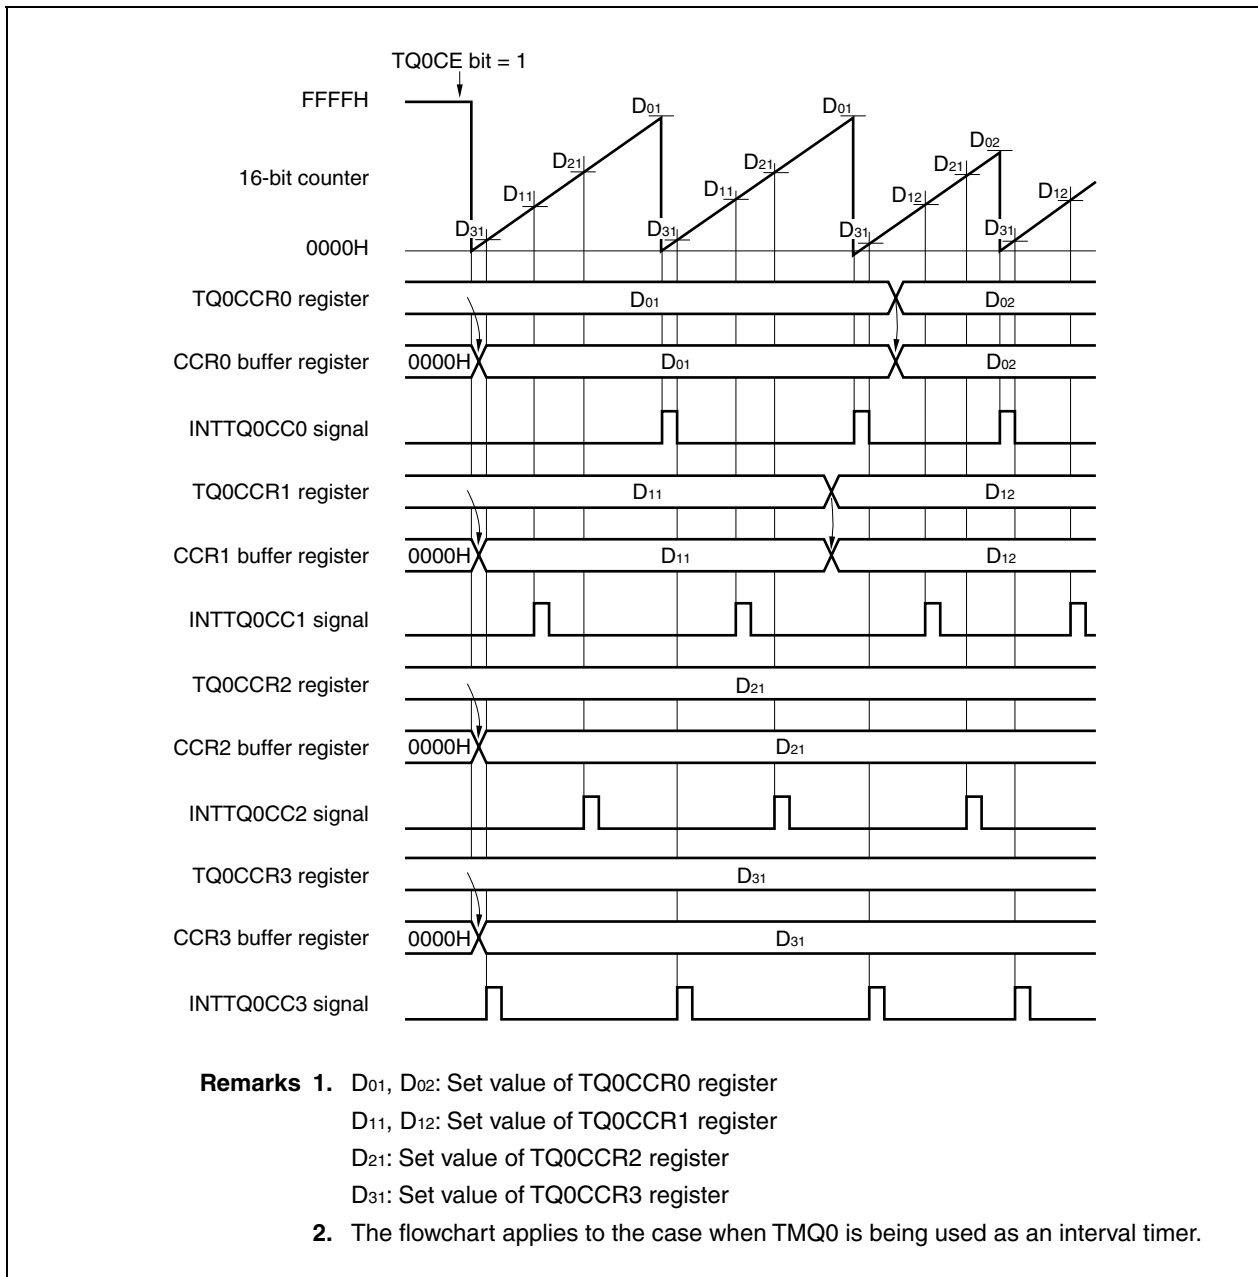 TQ0CE bit = 1
FFFFH
D01 D01
D02
D21 D21 D21
16-bit counter
D11 D11 D12 D12
D31 D31 D31 D31
0000H
TQ0CCR0 register D01 D02
CCR0 buffer register 0000H D01 D02
INTTQ0CC0 signal
TQ0CCR1 register D11 D12
CCR1 buffer register 0000H D11 D12
INTTQ0CC1 signal
TQ0CCR2 register D21
CCR2 buffer register 0000H D21
INTTQ0CC2 signal
TQ0CCR3 register D31
CCR3 buffer register 0000H D31
INTTQ0CC3 signal
Remarks 1. D01, D02: Set value of TQ0CCR0 register
D11, D12: Set value of TQ0CCR1 register
D21: Set value of TQ0CCR2 register
D31: Set value of TQ0CCR3 register
2. The flowchart applies to the case when TMQ0 is being used as an interval timer.